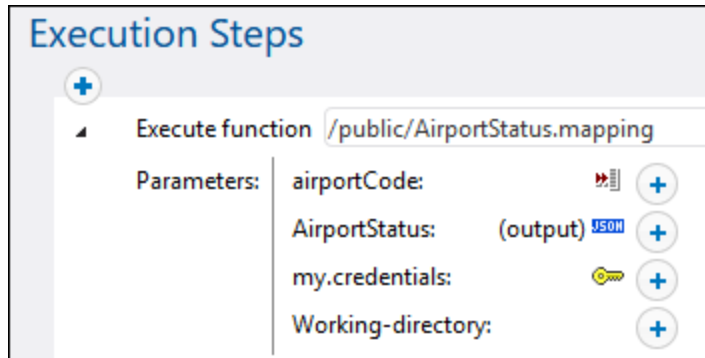 Execution Steps
Execute function /public/AirportStatus.mapping
Parameters: airportCode:
AirportStatus: (output) JSON
my.credentials:
Working-directory: